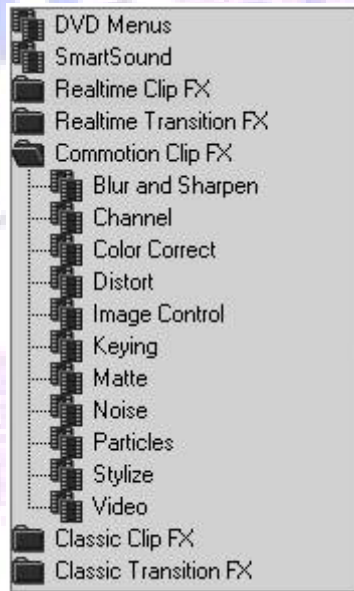 DVD Menus
SmartSound
Realtime Clip FX
Realtime Transition FX
Commotion Clip FX
Blur and Sharpen
Channel
Color Correct
Distort
Image Control
Keying
Matte
Noise
Particles
Stylize
Video
Classic Clip FX
Classic Transition FX